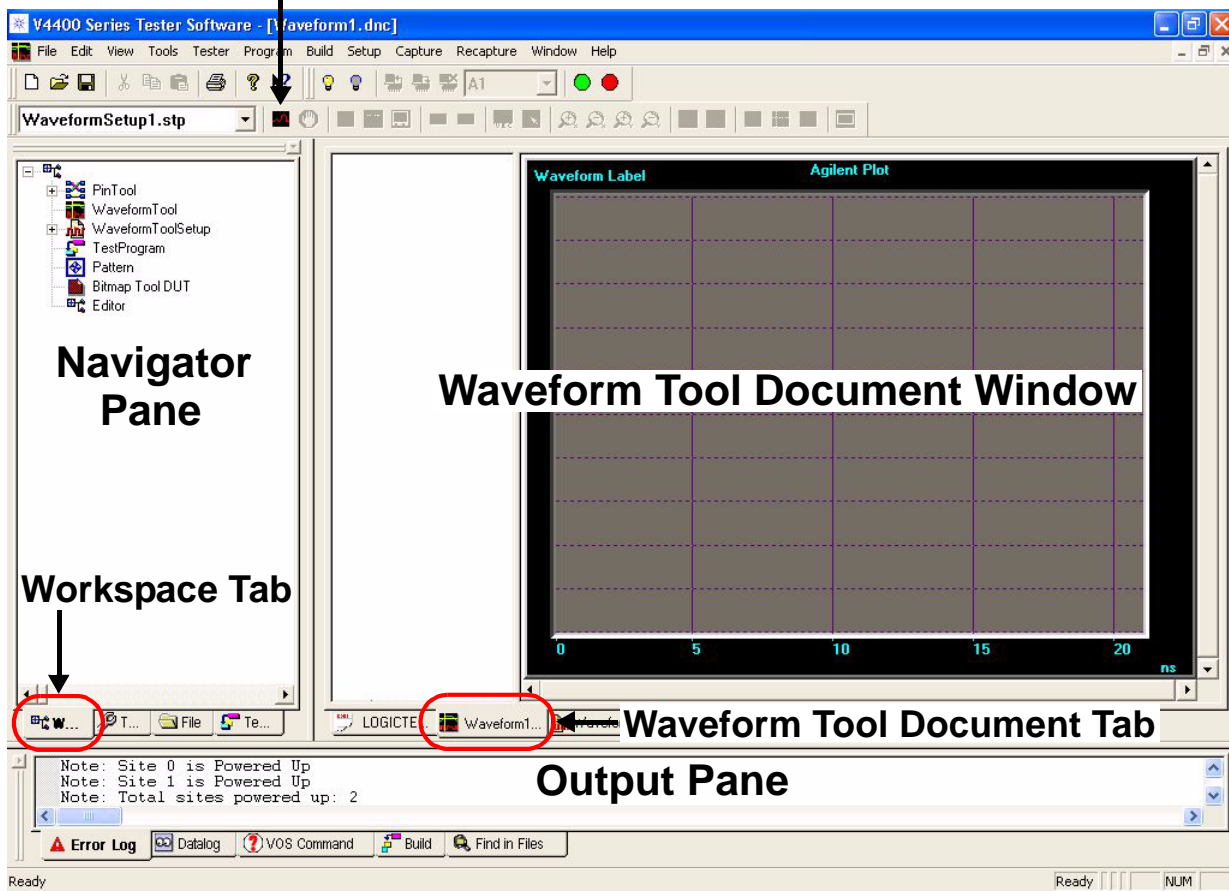 V4400 Series Tester Software - [Waveform1.dnc]
File Edit View Tools Tester Program Build Setup Capture Recapture Window Help
A1
WaveformSetup1.stp
PinTool
WaveformTool
WaveformToolSetup
TestProgram
Pattern
Bitmap Tool DUT
Editor
Navigator
Pane
Waveform Label
Agilent Plot
Waveform Tool Document Window
0 5 10 15 20
ns
Workspace Tab
W... T... File Te...
LOGICTE... Waveform1...
Waveform Tool Document Tab
Note: Site 0 is Powered Up
Note: Site 1 is Powered Up
Note: Total sites powered up: 2
Output Pane
Error Log Datalog VOS Command Build Find in Files
Ready
Ready NUM